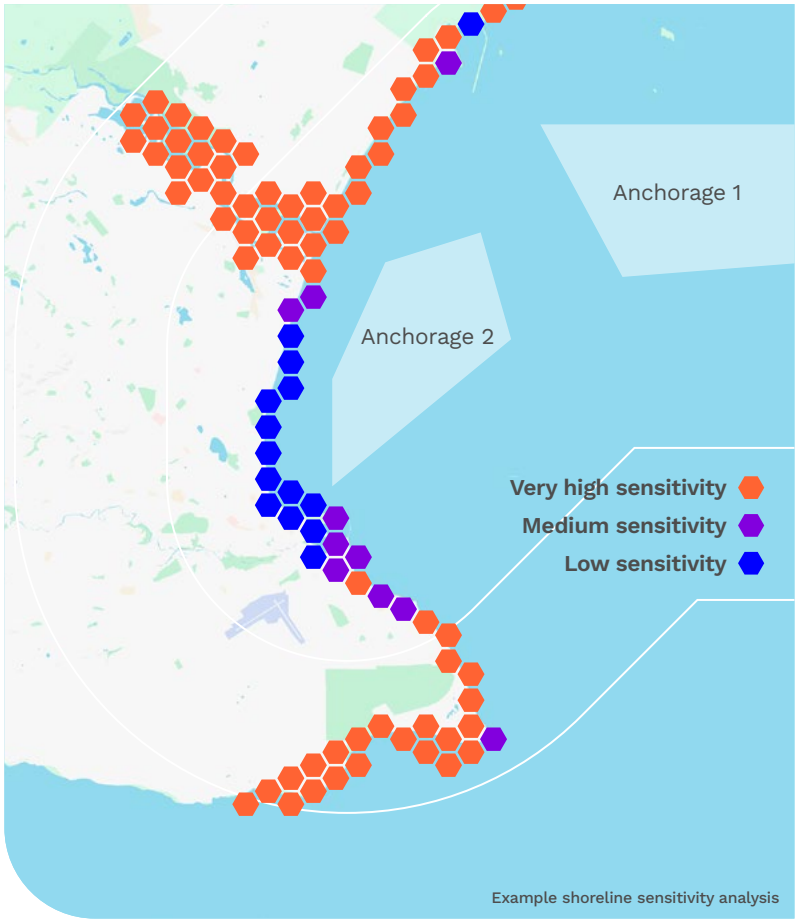 Anchorage 1
Anchorage 2
Very high sensitivity
Medium sensitivity
Low sensitivity
Example shoreline sensitivity analysis